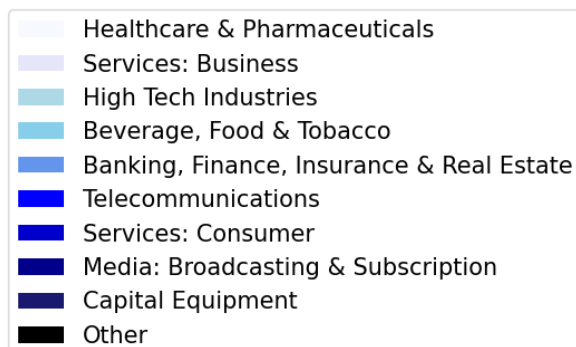 Healthcare & Pharmaceuticals
Services: Business
High Tech Industries
Beverage, Food & Tobacco
Banking, Finance, Insurance & Real Estate
Telecommunications
Services: Consumer
Media: Broadcasting & Subscription
Capital Equipment
Other